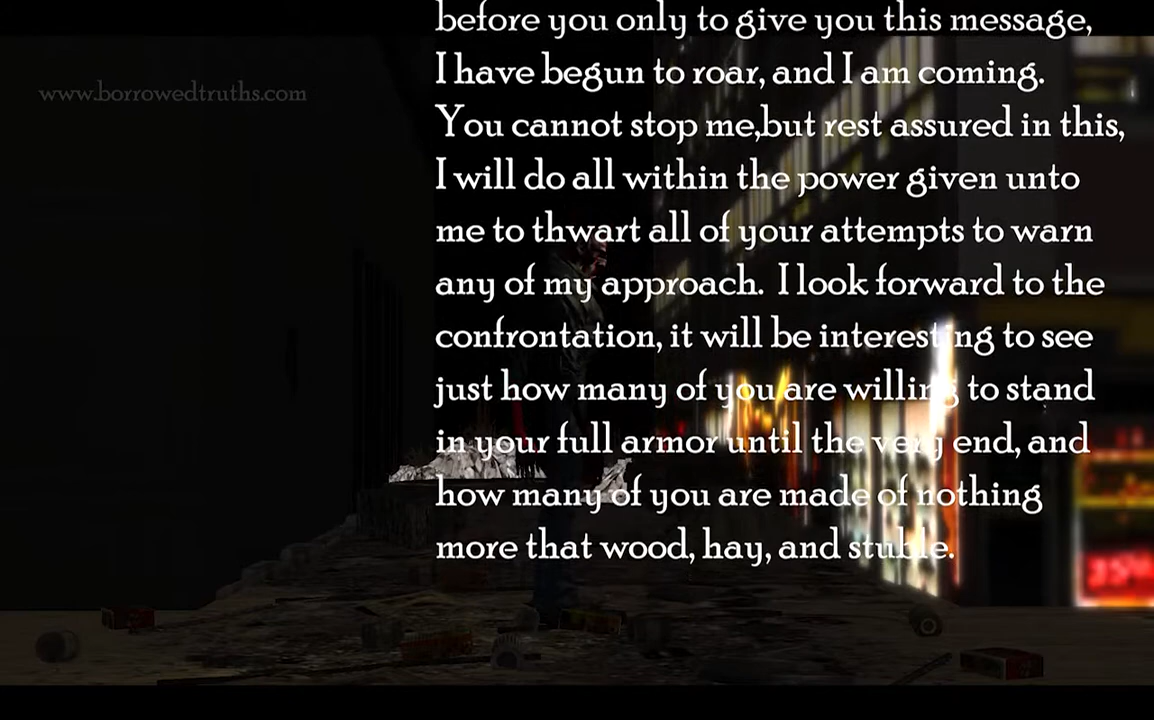 before you only to give you this message,
I have begun to roar, and I am coming.
www.borrowedtruths.com
You cannot stop me,but rest assured in this,
I will do all within the power given unto
me to thwart all of your attempts to warn
any of my approach. I look forward to the
confrontation, it will be interesting to see
just how many of you are willing to stand
in your full armor until the very end, and
how many of you are made of nothing
more that wood, hay, and stuble.